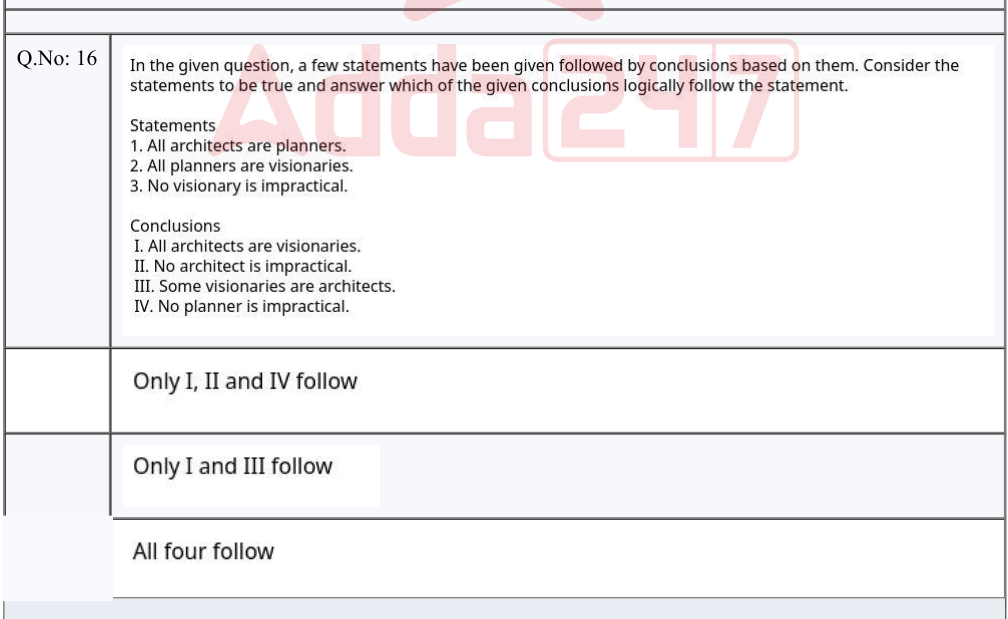 Adda247
Q.No: 16
In the given question, a few statements have been given followed by conclusions based on them. Consider the
statements to be true and answer which of the given conclusions logically follow the statement.
Statements
1. All architects are planners.
2. All planners are visionaries.
3. No visionary is impractical.
Conclusions
I. All architects are visionaries.
II. No architect is impractical.
III. Some visionaries are architects.
IV. No planner is impractical.
Only I, II and IV follow
Only I and III follow
All four follow